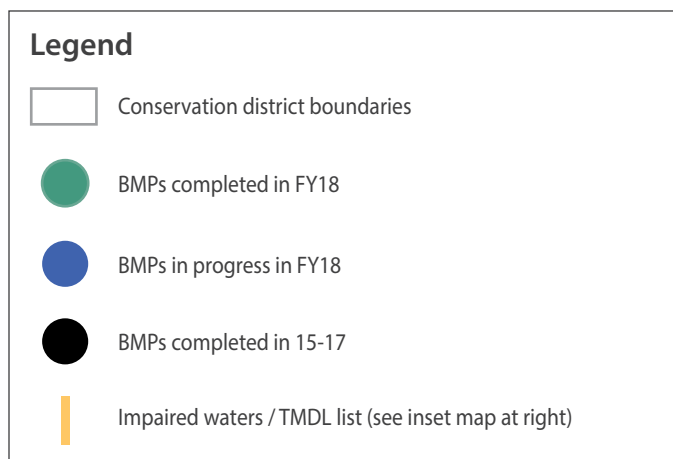 Legend
Conservation district boundaries
BMPs completed in FY18
BMPs in progress in FY18
BMPs completed in 15-17
Impaired waters / TMDL list (see inset map at right)